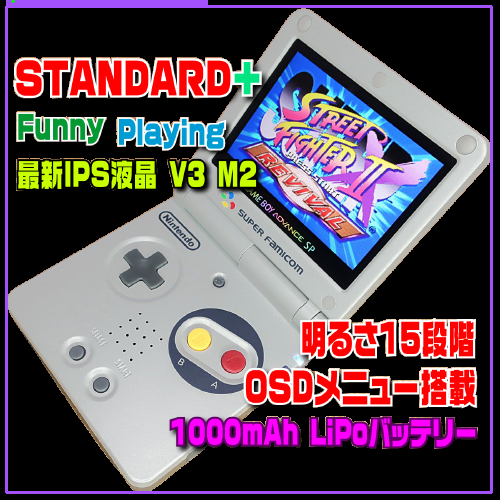 STANDARD+
Funny Playing
最新IPS液晶 V3 M2
STREET
FIGHTER II X
REVIVAL
GAME BOY ADVANCE SP
SUPER FAMICOM
Nintendo
B A
START
明るさ15段階
OSDメニュー搭載
1000mAh LiPoバッテリー